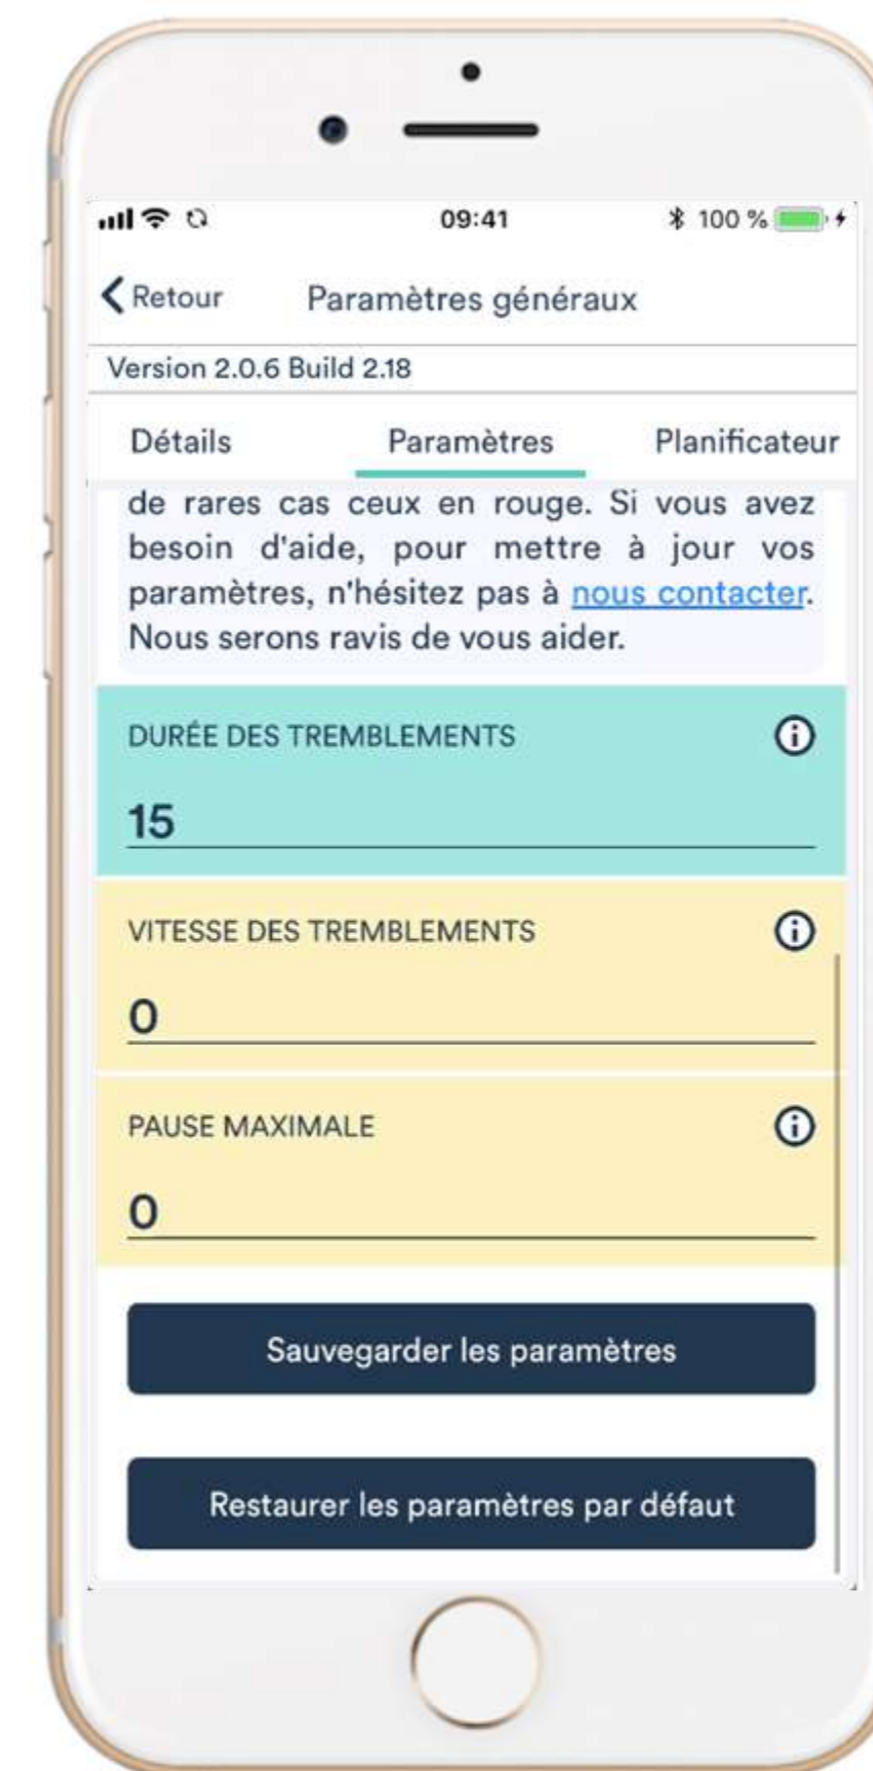 09:41
100 %
Retour
Paramètres généraux
Version 2.0.6 Build 2.18
Détails
Paramètres
Planificateur
de rares cas ceux en rouge. Si vous avez
besoin d'aide, pour mettre à jour vos
paramètres, n'hésitez pas à nous contacter.
Nous serons ravis de vous aider.
DURÉE DES TREMBLEMENTS
15
VITESSE DES TREMBLEMENTS
0
PAUSE MAXIMALE
0
Sauvegarder les paramètres
Restaurer les paramètres par défaut